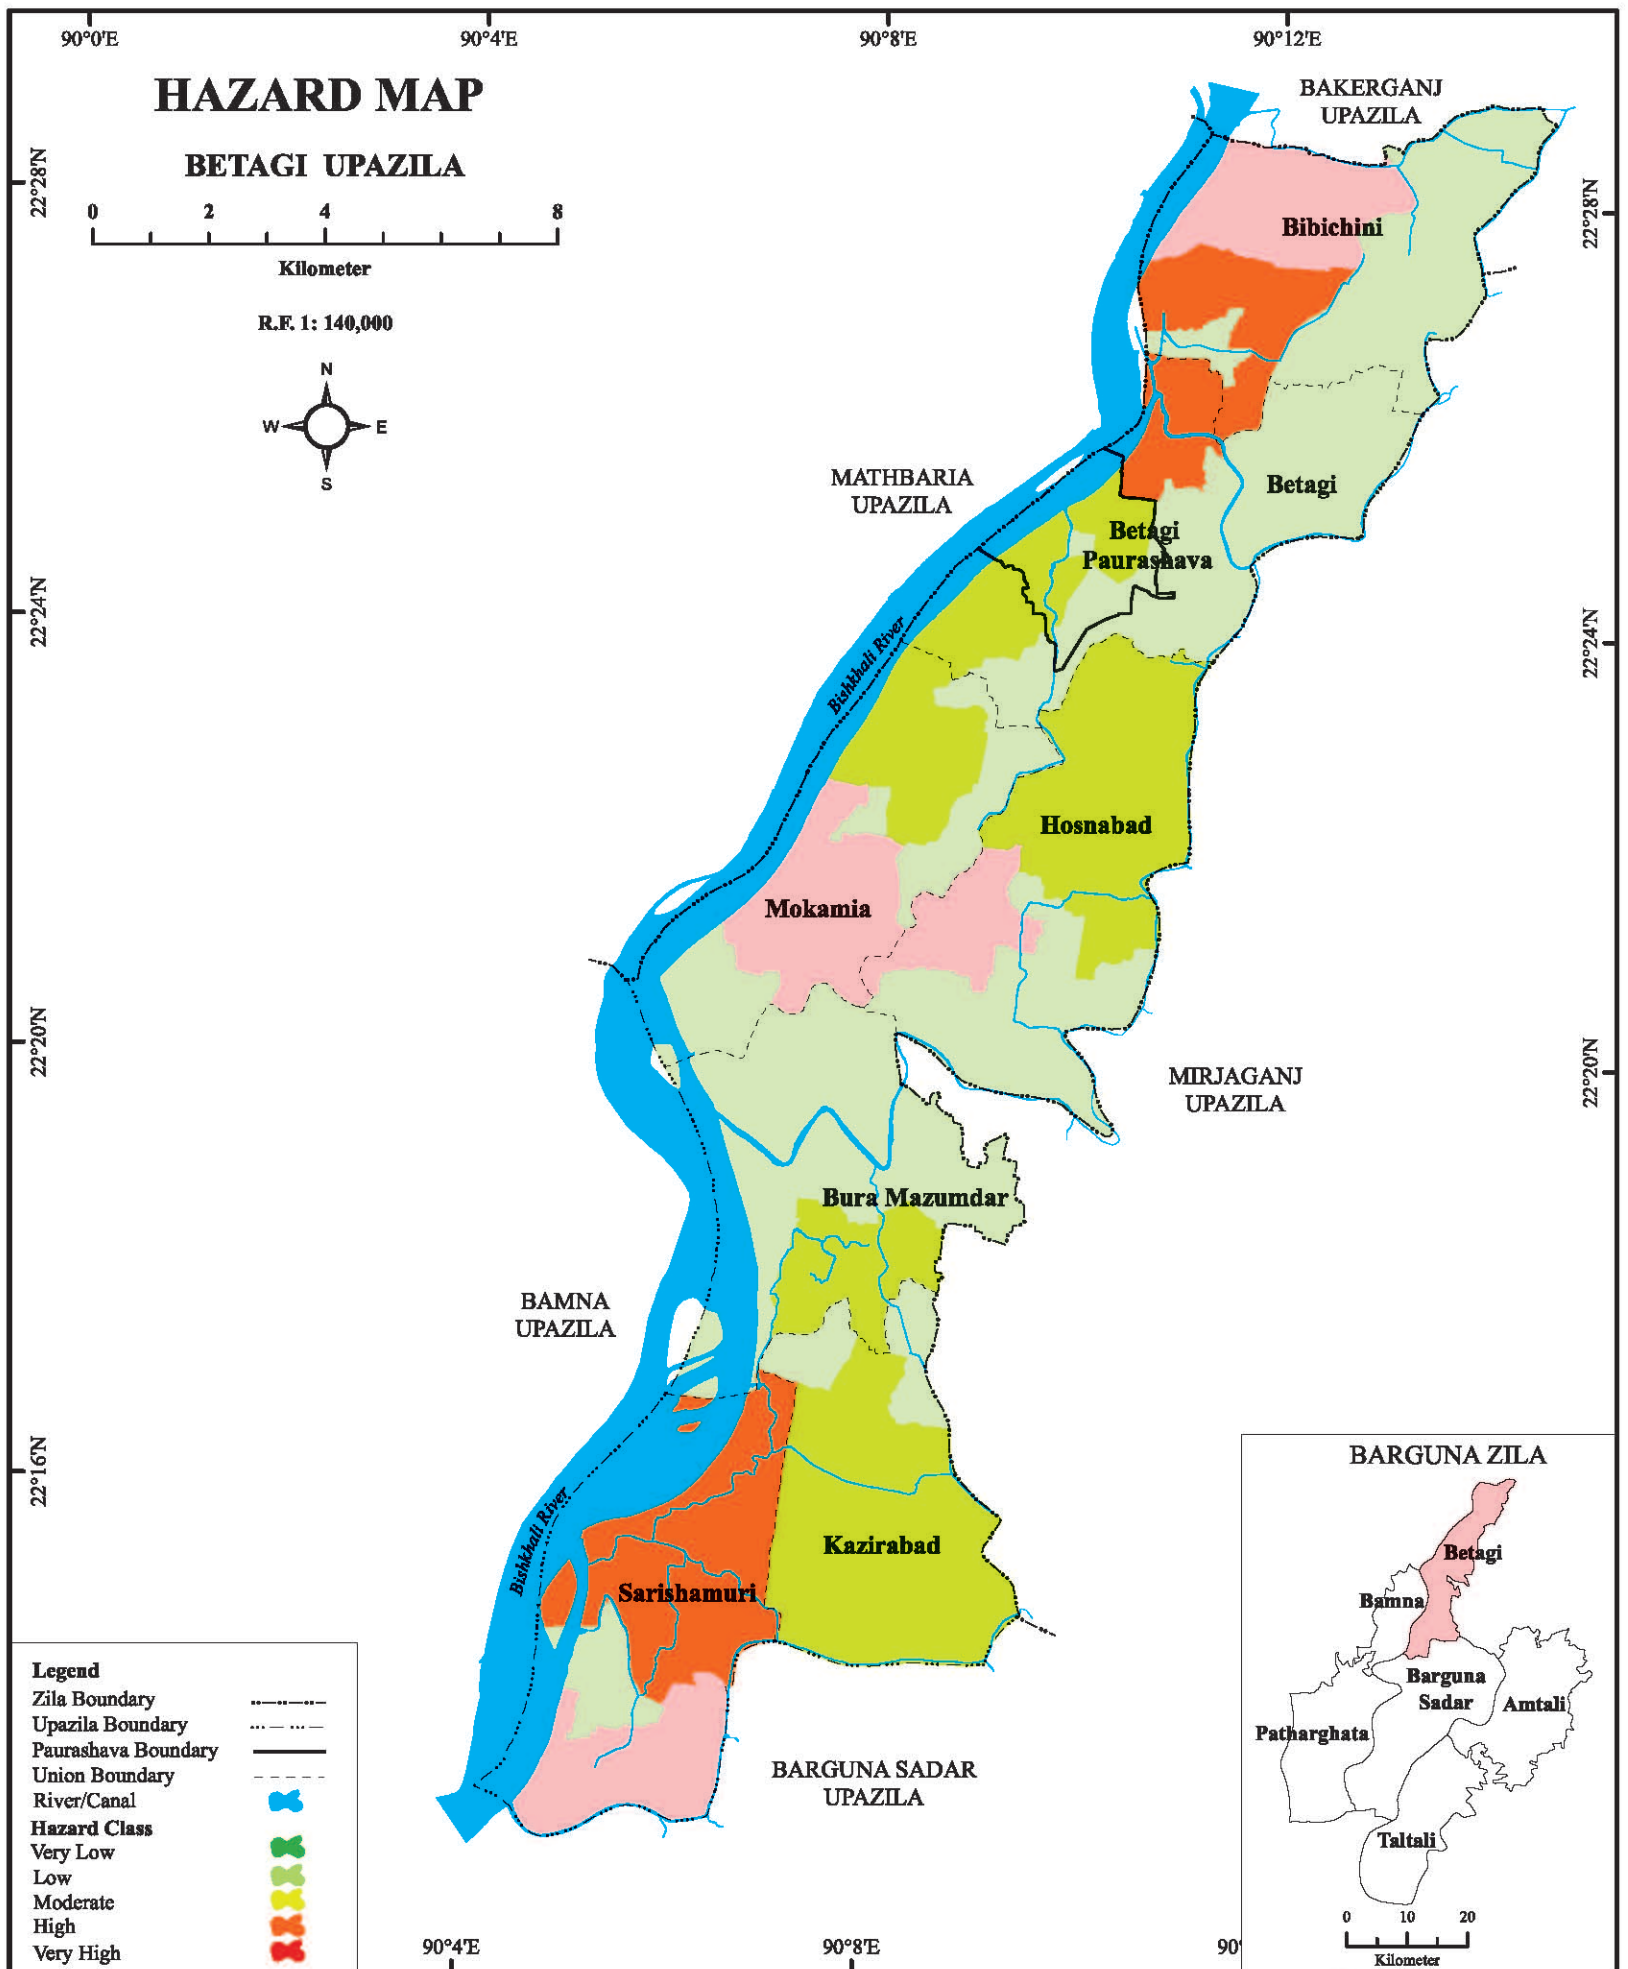 90°0'E
90°4'E
90°8'E
90°12'E
HAZARD MAP
BETAGI UPAZILA
0 2 4 8
Kilometer
R.F. 1: 140,000
N
W E
S
22°28'N
22°24'N
22°20'N
22°16'N
22°28'N
22°24'N
22°20'N
BAKERGANJ
UPAZILA
Bibichini
MATHBARIA
UPAZILA
Betagi
Betagi
Paurashava
Bishkhali River
Hosnabad
Mokamia
MIRJAGANJ
UPAZILA
Bura Mazumdar
BAMNA
UPAZILA
Bishkhali River
Kazirabad
Sarishamuri
BARGUNA SADAR
UPAZILA
Legend
Zila Boundary
Upazila Boundary
Paurashava Boundary
Union Boundary
River/Canal
Hazard Class
Very Low
Low
Moderate
High
Very High
90°4'E
90°8'E
90°
BARGUNA ZILA
Betagi
Bamna
Barguna
Sadar
Amtali
Patharghata
Taltali
0 10 20
Kilometer